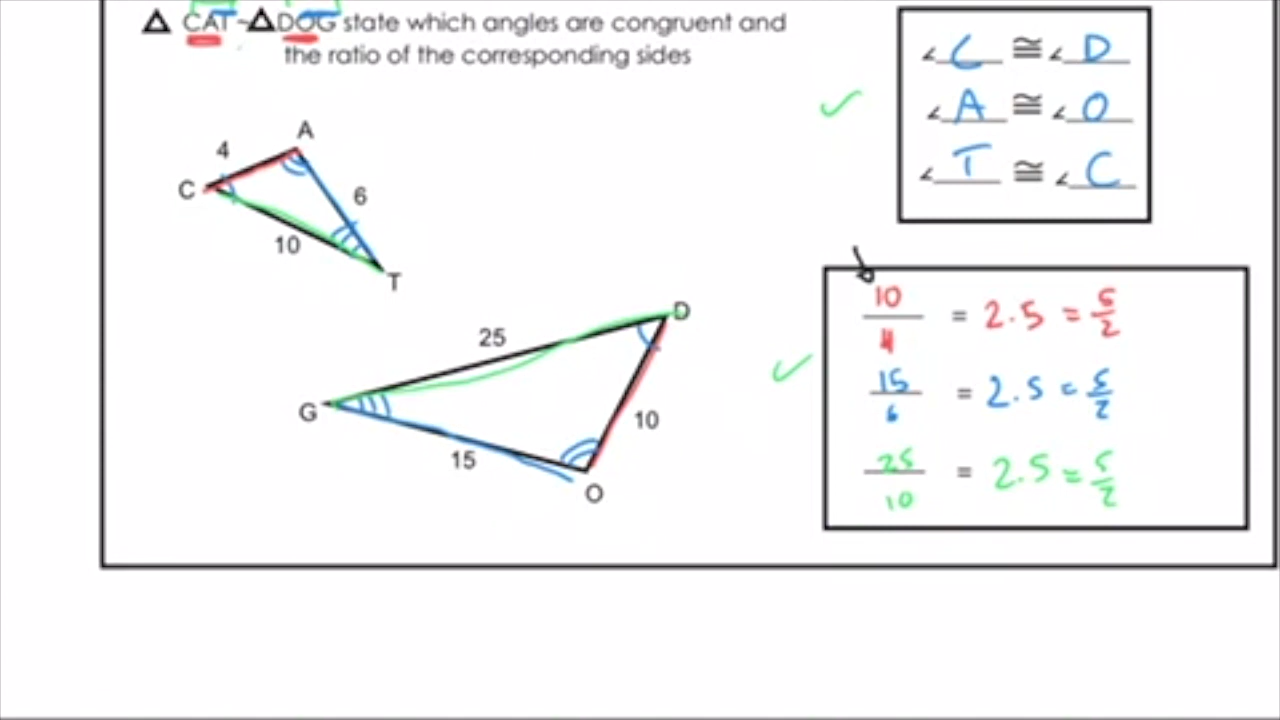 △ CAT ~ △ DOG state which angles are congruent and
the ratio of the corresponding sides
∠ C ≅ ∠ D
∠ A ≅ ∠ O
∠ T ≅ ∠ C
A
4
C
6
10
T
D
25
G
10
15
O
10/4 = 2.5 = 5/2
15/6 = 2.5 = 5/2
25/10 = 2.5 = 5/2